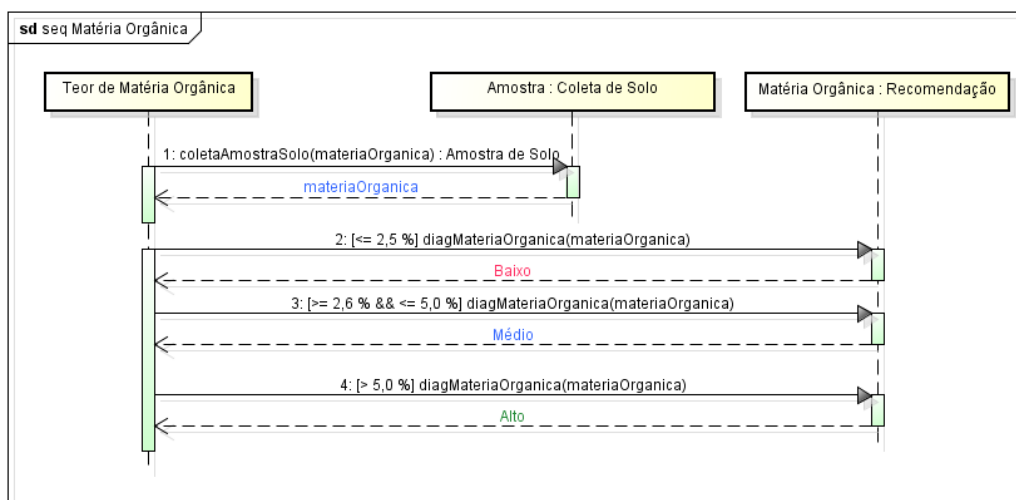 sd seq Matéria Orgânica
Teor de Matéria Orgânica
Amostra : Coleta de Solo
Matéria Orgânica : Recomendação
1: coletaAmostraSolo(materiaOrganica) : Amostra de Solo
materiaOrganica
2: [<= 2,5 %] diagMateriaOrganica(materiaOrganica)
Baixo
3: [>= 2,6 % && <= 5,0 %] diagMateriaOrganica(materiaOrganica)
Médio
4: [> 5,0 %] diagMateriaOrganica(materiaOrganica)
Alto